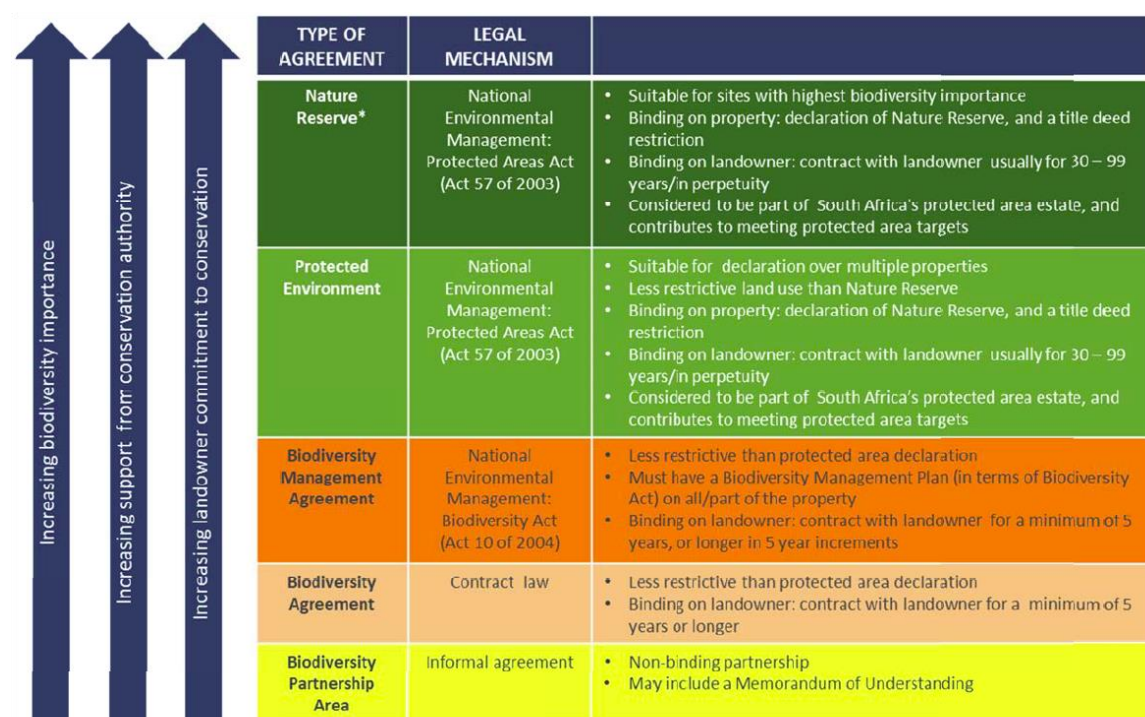 Increasing biodiversity importance
Increasing support from conservation authority
Increasing landowner commitment to conservation
TYPE OF
AGREEMENT
LEGAL
MECHANISM
Nature
Reserve*
National
Environmental
Management:
Protected Areas Act
(Act 57 of 2003)
• Suitable for sites with highest biodiversity importance
• Binding on property: declaration of Nature Reserve, and a title deed
restriction
• Binding on landowner: contract with landowner usually for 30 – 99
years/in perpetuity
• Considered to be part of South Africa's protected area estate, and
contributes to meeting protected area targets
Protected
Environment
National
Environmental
Management:
Protected Areas Act
(Act 57 of 2003)
• Suitable for declaration over multiple properties
• Less restrictive land use than Nature Reserve
• Binding on property: declaration of Nature Reserve, and a title deed
restriction
• Binding on landowner: contract with landowner usually for 30 – 99
years/in perpetuity
• Considered to be part of South Africa's protected area estate, and
contributes to meeting protected area targets
Biodiversity
Management
Agreement
National
Environmental
Management:
Biodiversity Act
(Act 10 of 2004)
• Less restrictive than protected area declaration
• Must have a Biodiversity Management Plan (in terms of Biodiversity
Act) on all/part of the property
• Binding on landowner: contract with landowner for a minimum of 5
years, or longer in 5 year increments
Biodiversity
Agreement
Contract law
• Less restrictive than protected area declaration
• Binding on landowner: contract with landowner for a minimum of 5
years or longer
Biodiversity
Partnership
Area
Informal agreement
• Non-binding partnership
• May include a Memorandum of Understanding